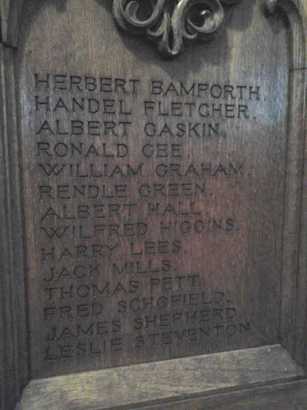 HERBERT BAMFORTH.
HANDEL FLETCHER.
ALBERT GASKIN.
RONALD GEE
WILLIAM GRAHAM.
RENDLE GREEN.
ALBERT HALL
WILFRED HIGGINS.
HARRY LEES.
JACK MILLS.
THOMAS PETT.
FRED SCHOFIELD.
JAMES SHEPHERD
LESLIE STEVENTON